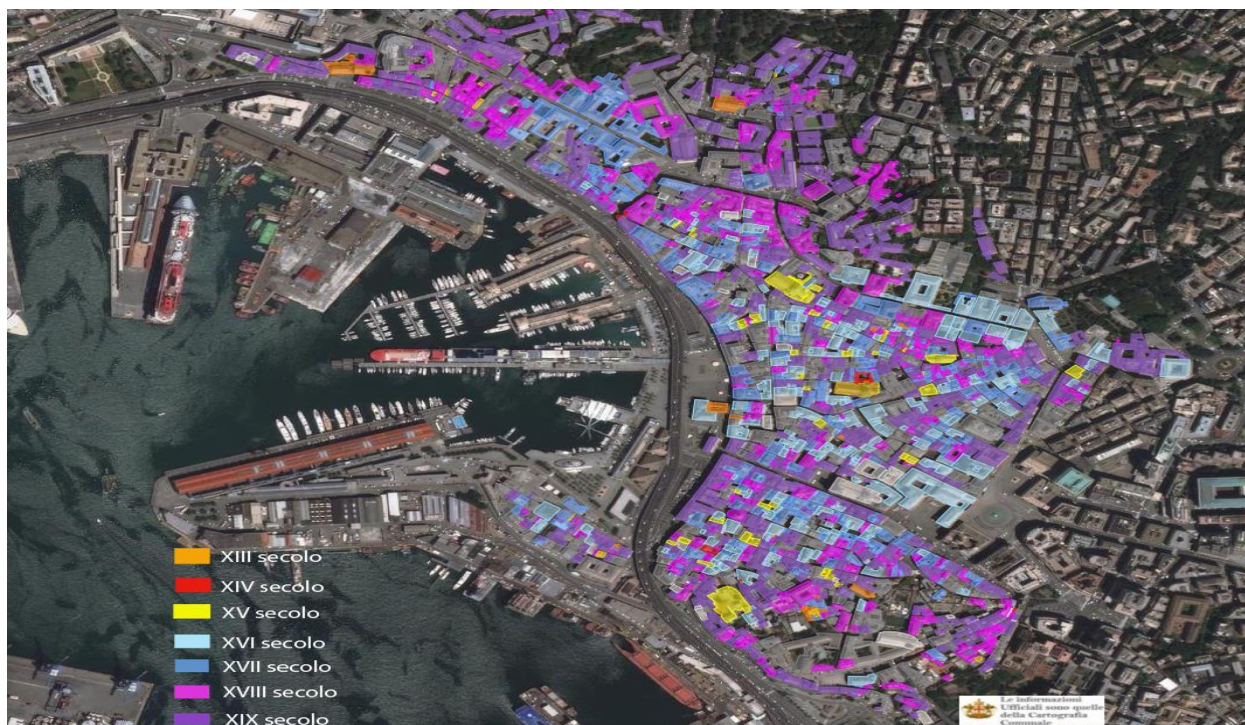 XIII secolo
XIV secolo
XV secolo
XVI secolo
XVII secolo
XVIII secolo
XIX secolo
Le informazioni
Ufficiali sono quelle
della Cartografia
Comunale